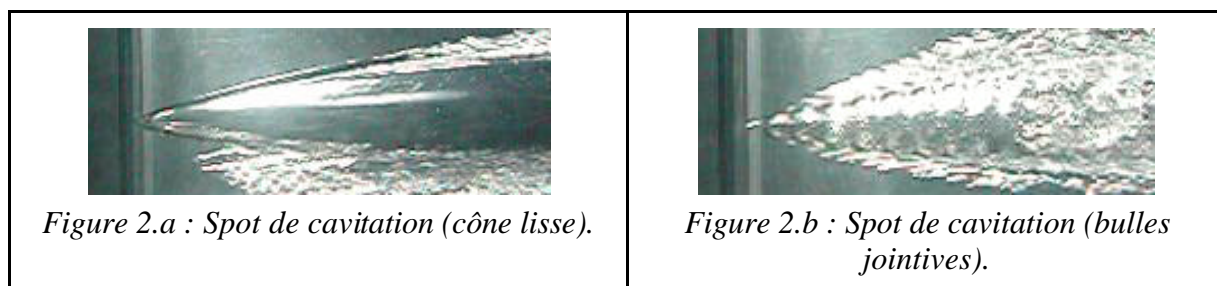 Figure 2.a : Spot de cavitation (cône lisse).
Figure 2.b : Spot de cavitation (bulles
jointives).